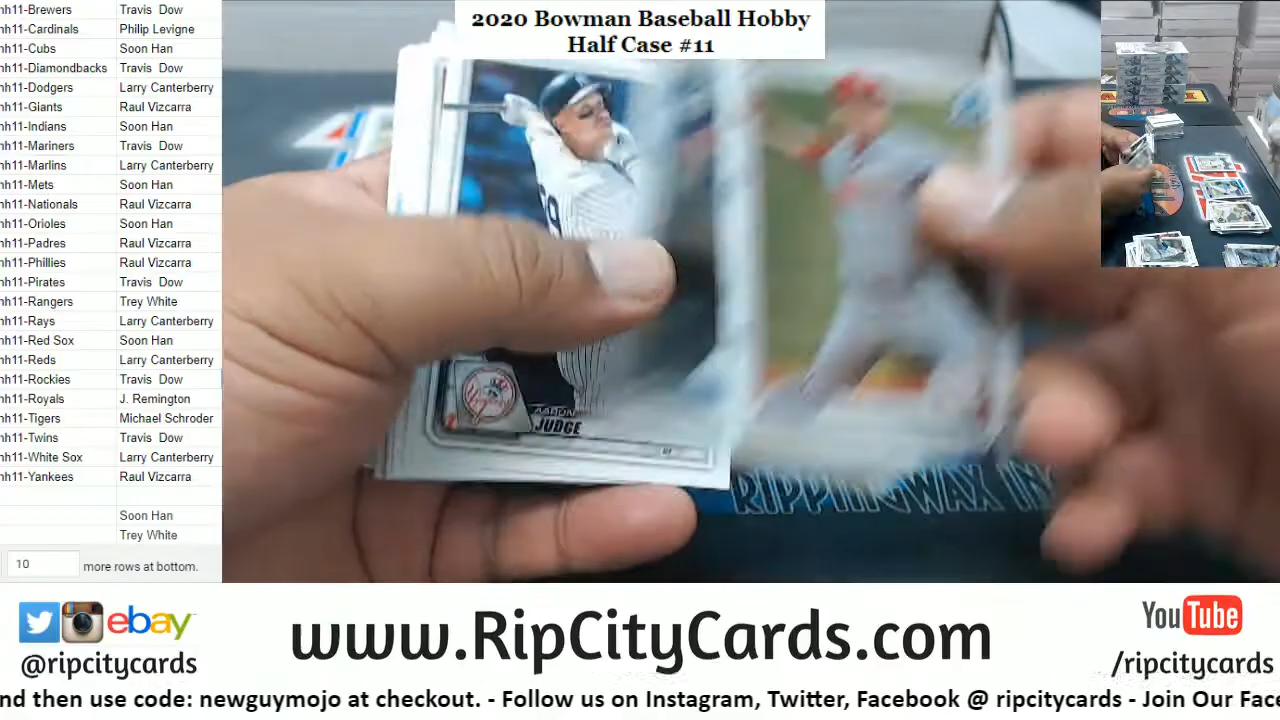 2020 Bowman Baseball Hobby
Half Case #11
nh11-Brewers Travis Dow
nh11-Cardinals Philip Levigne
nh11-Cubs Soon Han
nh11-Diamondbacks Travis Dow
nh11-Dodgers Larry Canterberry
nh11-Giants Raul Vizcarra
nh11-Indians Soon Han
nh11-Mariners Travis Dow
nh11-Marlins Larry Canterberry
nh11-Mets Soon Han
nh11-Nationals Raul Vizcarra
nh11-Orioles Soon Han
nh11-Padres Raul Vizcarra
nh11-Phillies Raul Vizcarra
nh11-Pirates Travis Dow
nh11-Rangers Trey White
nh11-Rays Larry Canterberry
nh11-Red Sox Soon Han
nh11-Reds Larry Canterberry
nh11-Rockies Travis Dow
nh11-Royals J. Remington
nh11-Tigers Michael Schroder
nh11-Twins Travis Dow
nh11-White Sox Larry Canterberry
nh11-Yankees Raul Vizcarra
Soon Han
Trey White
10 more rows at bottom.
AARON
JUDGE
RIPPINGWAX IN
ebay
@ripcitycards
www.RipCityCards.com
YouTube
/ripcitycards
nd then use code: newguymojo at checkout. - Follow us on Instagram, Twitter, Facebook @ ripcitycards - Join Our Fac